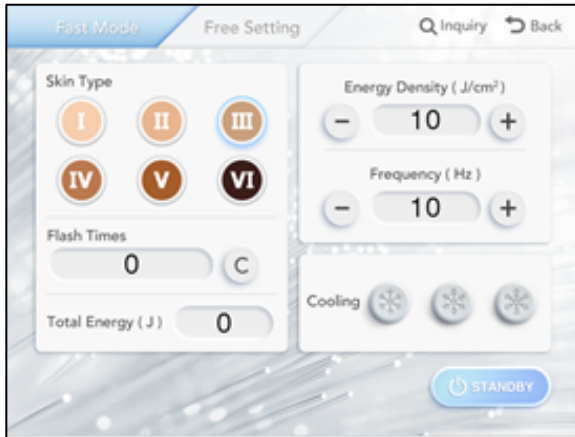 Fast Mode
Free Setting
Inquiry
Back
Skin Type
I II III
IV V VI
Flash Times
0 C
Total Energy ( J ) 0
Energy Density ( J/cm² )
− 10 +
Frequency ( Hz )
− 10 +
Cooling
STANDBY